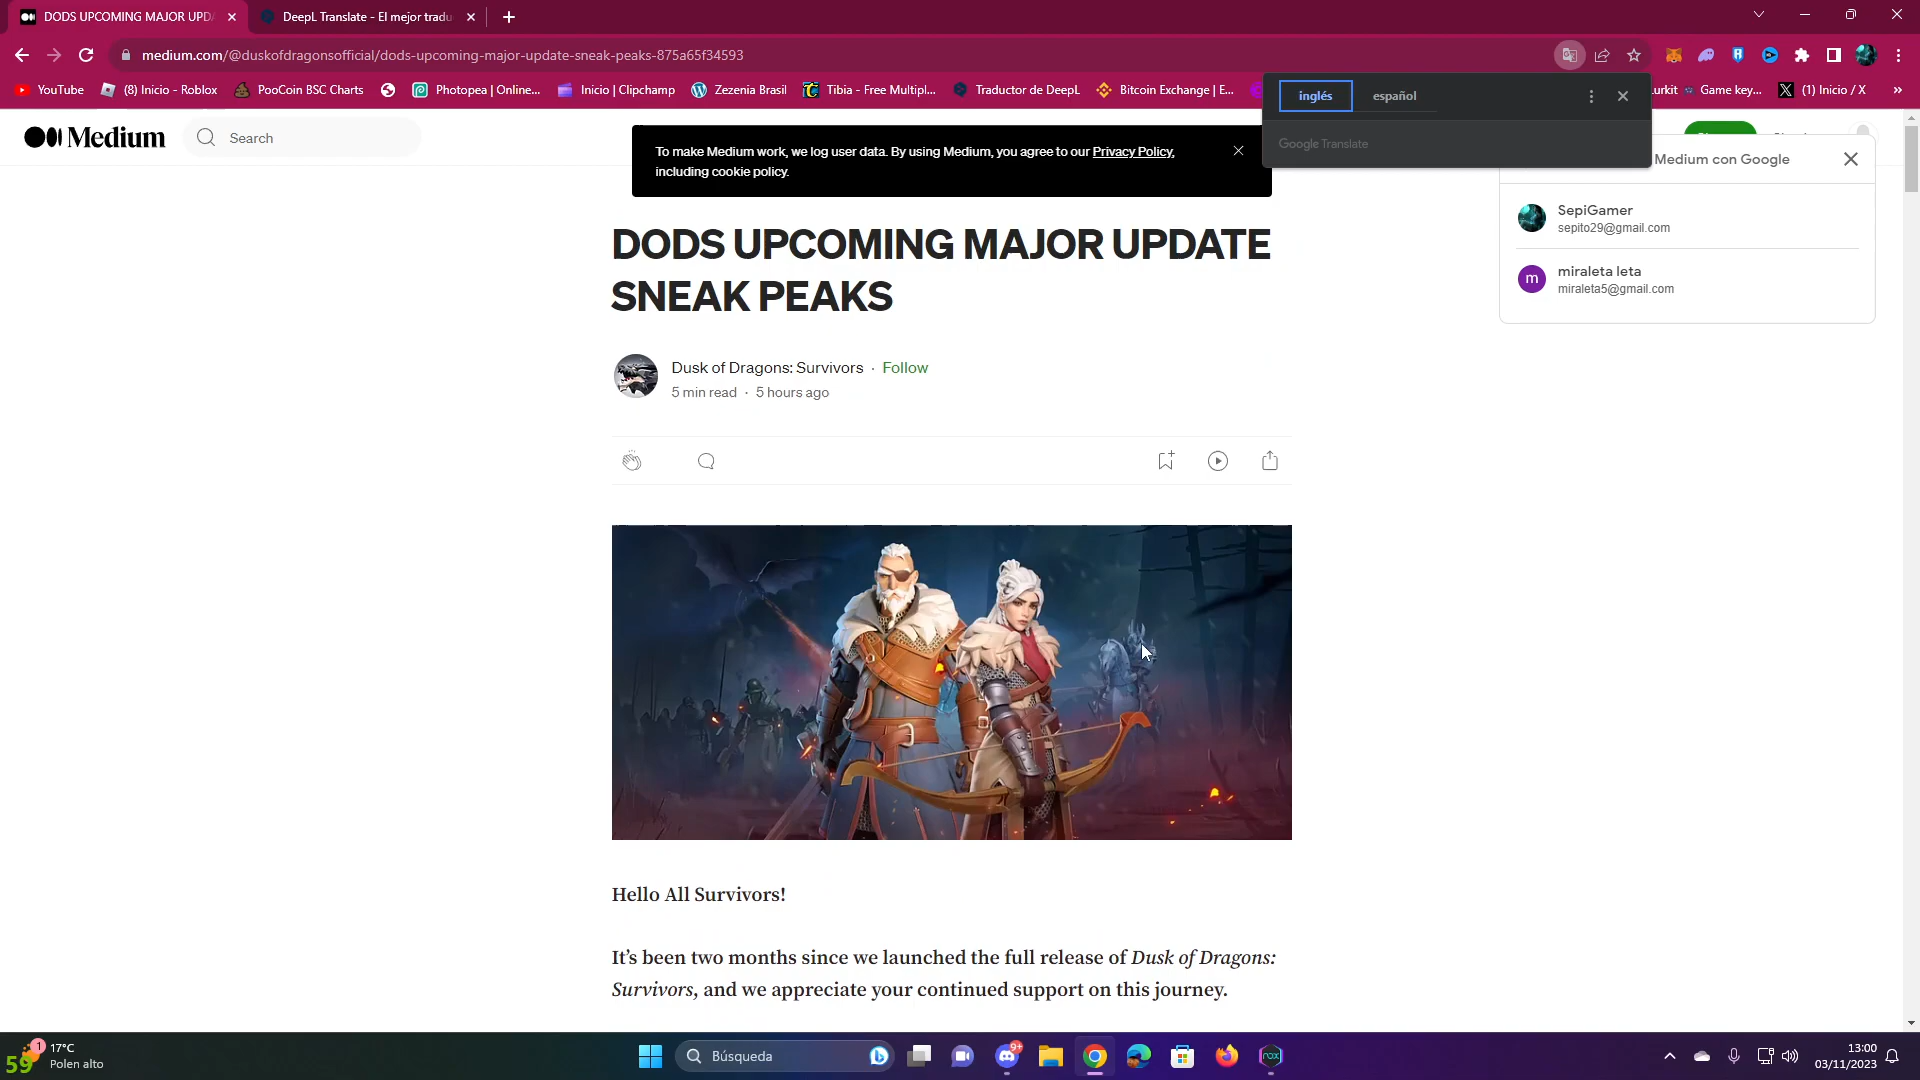 DODS UPCOMING MAJOR UPD
DeepL Translate - El mejor tradu
medium.com/@duskofdragonsofficial/dods-upcoming-major-update-sneak-peaks-875a65f34593
YouTube
(8) Inicio - Roblox
PooCoin BSC Charts
Photopea | Online...
Inicio | Clipchamp
Zezenia Brasil
Tibia - Free Multipl...
Traductor de DeepL
Bitcoin Exchange | E...
Game key...
(1) Inicio / X
inglés
español
Google Translate
Medium
Search
To make Medium work, we log user data. By using Medium, you agree to our Privacy Policy,
including cookie policy.
Medium con Google
SepiGamer
sepito29@gmail.com
m
miraleta leta
miraleta5@gmail.com
DODS UPCOMING MAJOR UPDATE
SNEAK PEAKS
Dusk of Dragons: Survivors · Follow
5 min read · 5 hours ago
Hello All Survivors!
It's been two months since we launched the full release of Dusk of Dragons:
Survivors, and we appreciate your continued support on this journey.
59
1
17°C
Polen alto
Búsqueda
9+
nox
13:00
03/11/2023